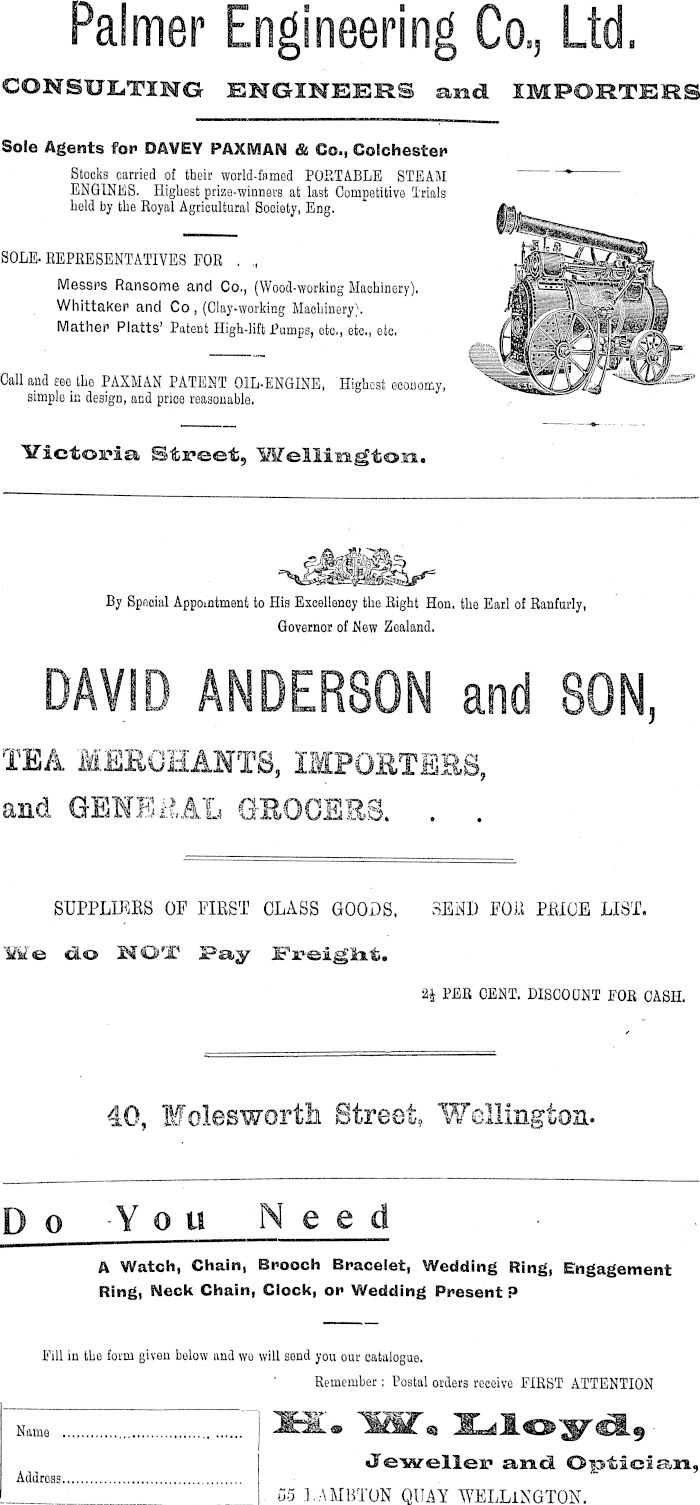 Palmer Engineering Co., Ltd.
CONSULTING ENGINEERS and IMPORTERS
Sole Agents for DAVEY PAXMAN & Co., Colchester
Stocks carried of their world-famed PORTABLE STEAM
ENGINES. Highest prize-winners at last Competitive Trials
held by the Royal Agricultural Society, Eng.
SOLE REPRESENTATIVES FOR . .,
Messrs Ransome and Co., (Wood-working Machinery).
Whittaker and Co, (Clay-working Machinery).
Mather Platts' Patent High-lift Pumps, etc., etc., etc.
Call and see the PAXMAN PATENT OIL-ENGINE, Highest economy,
simple in design, and price reasonable.
Victoria Street, Wellington.
By Special Appointment to His Excellency the Right Hon. the Earl of Ranfurly,
Governor of New Zealand.
DAVID ANDERSON and SON,
TEA MERCHANTS, IMPORTERS,
and GENERAL GROCERS. . .
SUPPLIERS OF FIRST CLASS GOODS. SEND FOR PRICE LIST.
We do NOT Pay Freight.
2½ PER CENT. DISCOUNT FOR CASH.
40, Molesworth Street, Wellington.
Do You Need
A Watch, Chain, Brooch Bracelet, Wedding Ring, Engagement
Ring, Neck Chain, Clock, or Wedding Present?
Fill in the form given below and we will send you our catalogue.
Remember: Postal orders receive FIRST ATTENTION
Name ....................................
Address....................................
H. W. Lloyd,
Jeweller and Optician,
55 LAMBTON QUAY WELLINGTON.